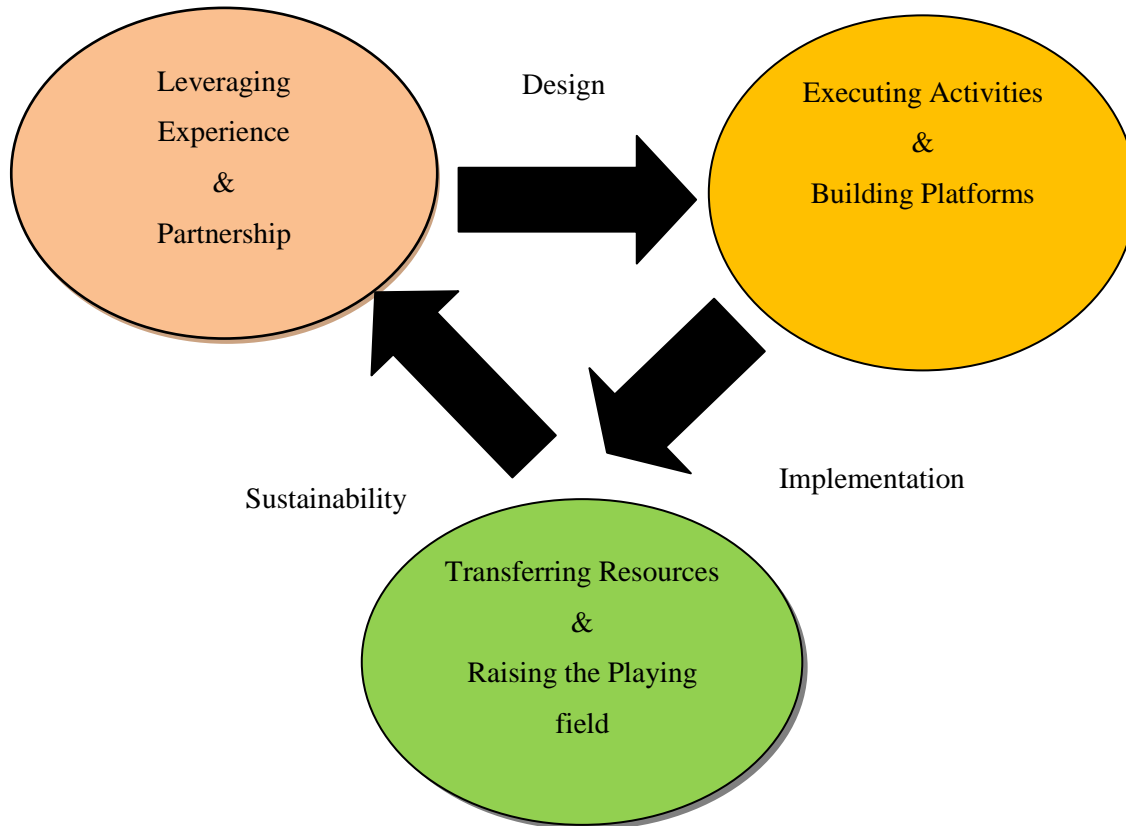 Leveraging
Experience
&
Partnership
Design
Executing Activities
&
Building Platforms
Sustainability
Implementation
Transferring Resources
&
Raising the Playing
field